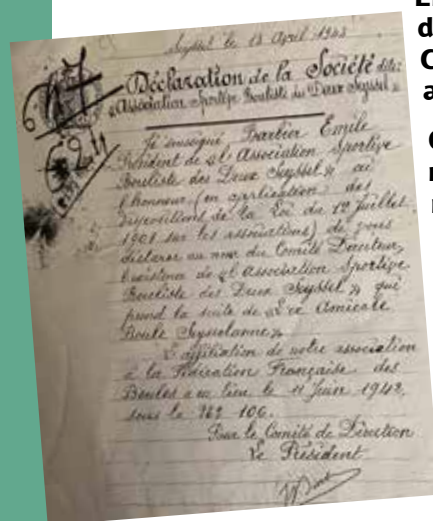 Seyssel le 13 April 1943
Déclaration de la Société dite:
« Association Sportive Bouliste des Deux Seyssel »
Je soussigné Barbier Emile
Président de « l'Association Sportive
Bouliste des Deux Seyssel » ai
l'honneur (en application des
dispositions de la Loi du 1er Juillet
1901 sur les associations) de vous
déclarer au nom du Comité Directeur,
l'existence de « l'Association Sportive
Bouliste des Deux Seyssel » qui
prend la suite de « L'Amicale
Boule Seysselanne »
L'affiliation de notre association
à la Fédération Française des
Boules a eu lieu le 11 Juin 1942,
sous le 106.
Pour le Comité de Direction
Le Président